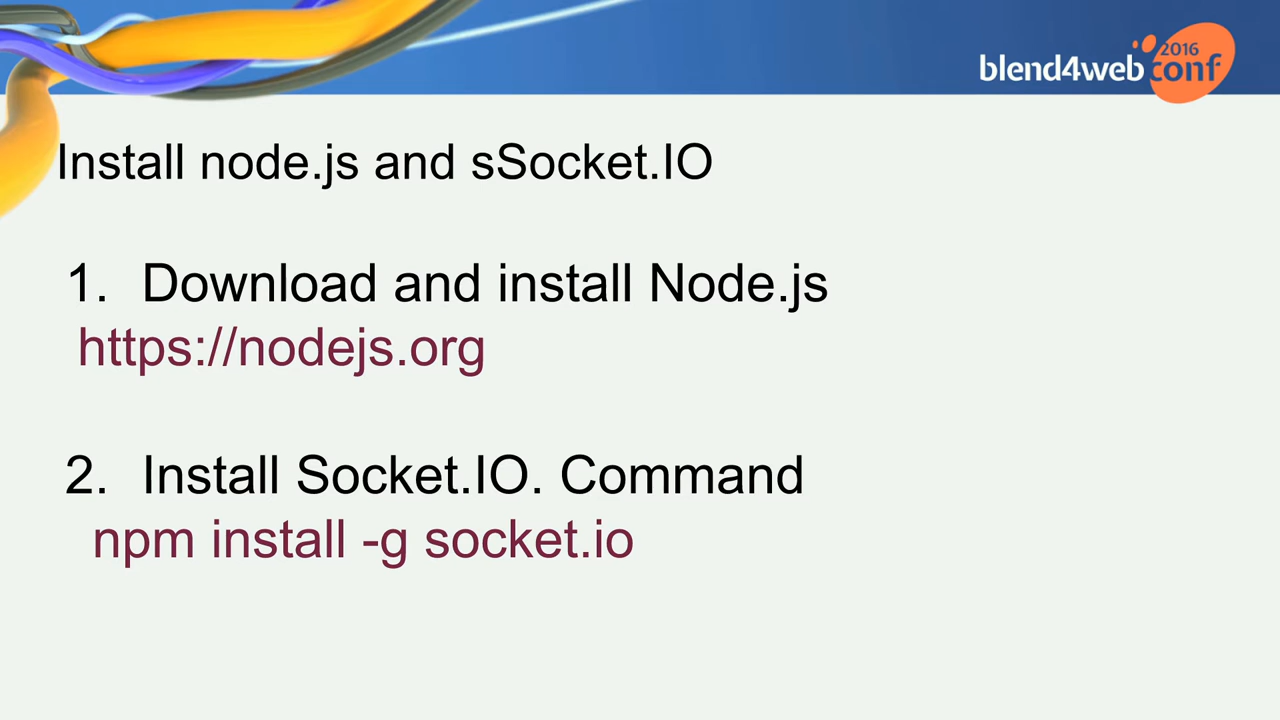 2016
blend4web conf
Install node.js and sSocket.IO
1. Download and install Node.js
https://nodejs.org
2. Install Socket.IO. Command
npm install -g socket.io